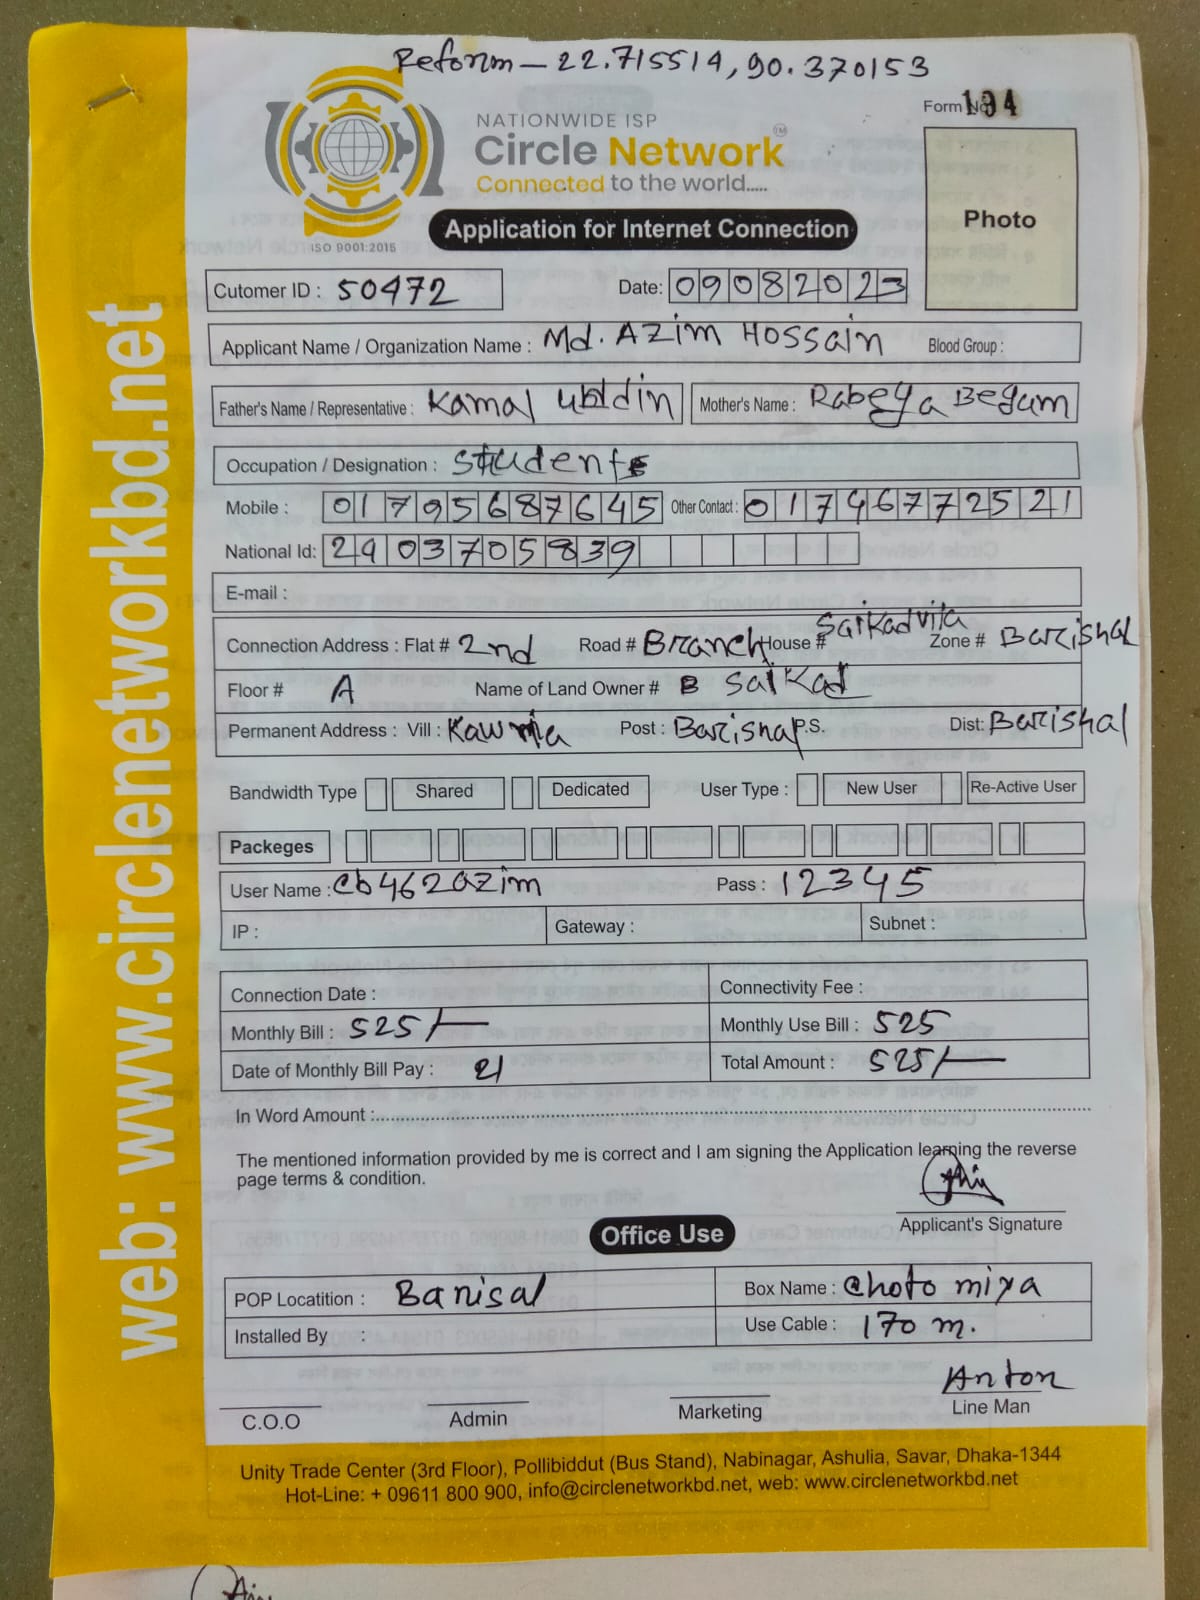 Reform - 22.715514, 90.370153
Form No 194
NATIONWIDE ISP
Circle Network TM
Connected to the world.....
ISO 9001:2015
Application for Internet Connection
Photo
Cutomer ID : 50472 Date: 09082023
Applicant Name / Organization Name : Md. AZim HOSSain Blood Group :
Father's Name / Representative : Kamal uddin Mother's Name : Rabeya Begum
Occupation / Designation : Student
Mobile : 01795687645 Other Contact : 01746772521
National Id: 2403705839
E-mail :
Connection Address : Flat # 2nd Road # Branch House # Saikadvila Zone # Barishal
Floor # A Name of Land Owner # Saikad
Permanent Address : Vill : Kawnia Post : Barishal P.S. Dist: Barishal
Bandwidth Type Shared Dedicated User Type : New User Re-Active User
Packeges
User Name : cb462azim Pass : 12345
IP : Gateway : Subnet :
Connection Date : Connectivity Fee :
Monthly Bill : 525/- Monthly Use Bill : 525
Date of Monthly Bill Pay : 21 Total Amount : 525/-
In Word Amount :
The mentioned information provided by me is correct and I am signing the Application learning the reverse
page terms & condition.
Applicant's Signature
Office Use
POP Locatition : Barisal Box Name : Choto mixa
Installed By : Use Cable : 170 m.
Anton
C.O.O Admin Marketing Line Man
Unity Trade Center (3rd Floor), Pollibiddut (Bus Stand), Nabinagar, Ashulia, Savar, Dhaka-1344
Hot-Line: + 09611 800 900, info@circlenetworkbd.net, web: www.circlenetworkbd.net
web: www.circlenetworkbd.net